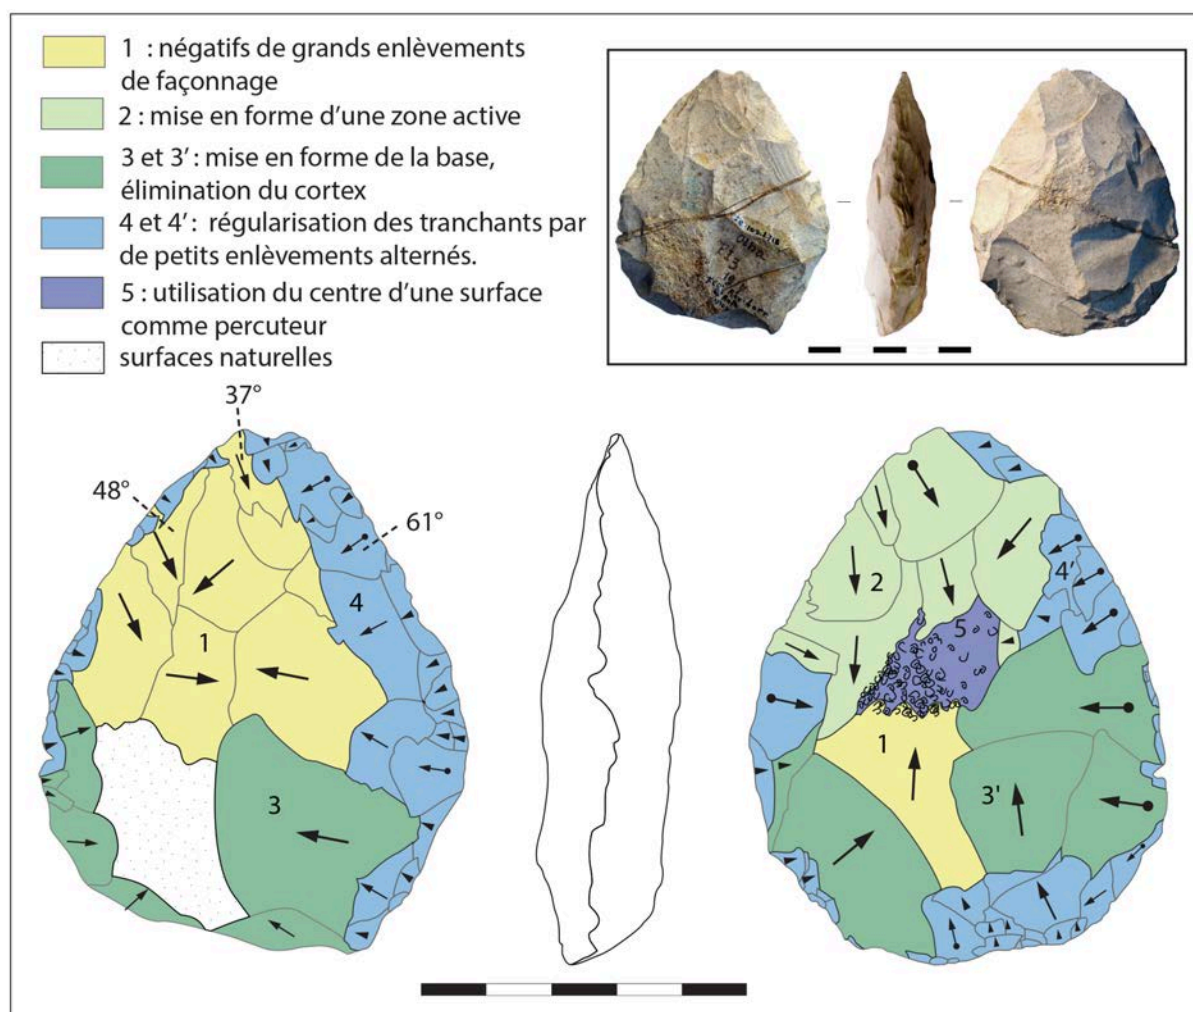 1 : négatifs de grands enlèvements
de façonnage
2 : mise en forme d'une zone active
3 et 3' : mise en forme de la base,
élimination du cortex
4 et 4' : régularisation des tranchants par
de petits enlèvements alternés.
5 : utilisation du centre d'une surface
comme percuteur
surfaces naturelles
37°
48°
61°
4
1
3
2
4'
5
1
3'